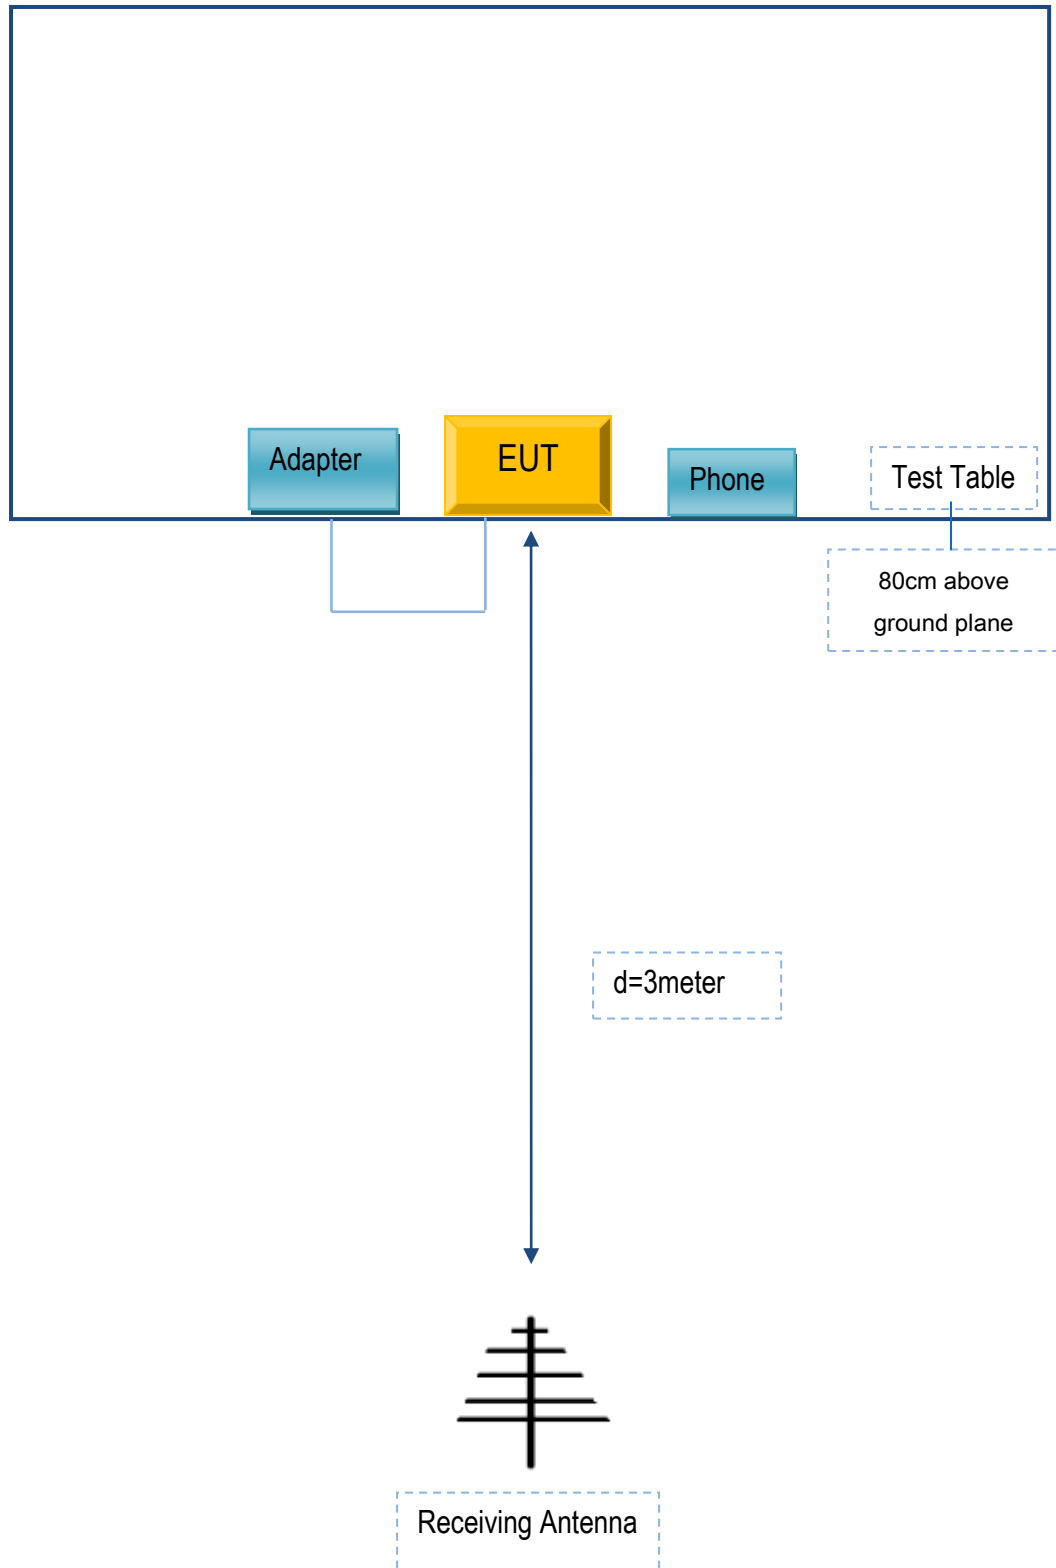 Adapter
EUT
Phone
Test Table
80cm above
ground plane
d=3meter
Receiving Antenna